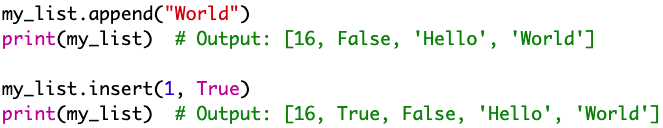 my_list.append("World")
print(my_list)  # Output: [16, False, 'Hello', 'World']
my_list.insert(1, True)
print(my_list)  # Output: [16, True, False, 'Hello', 'World']